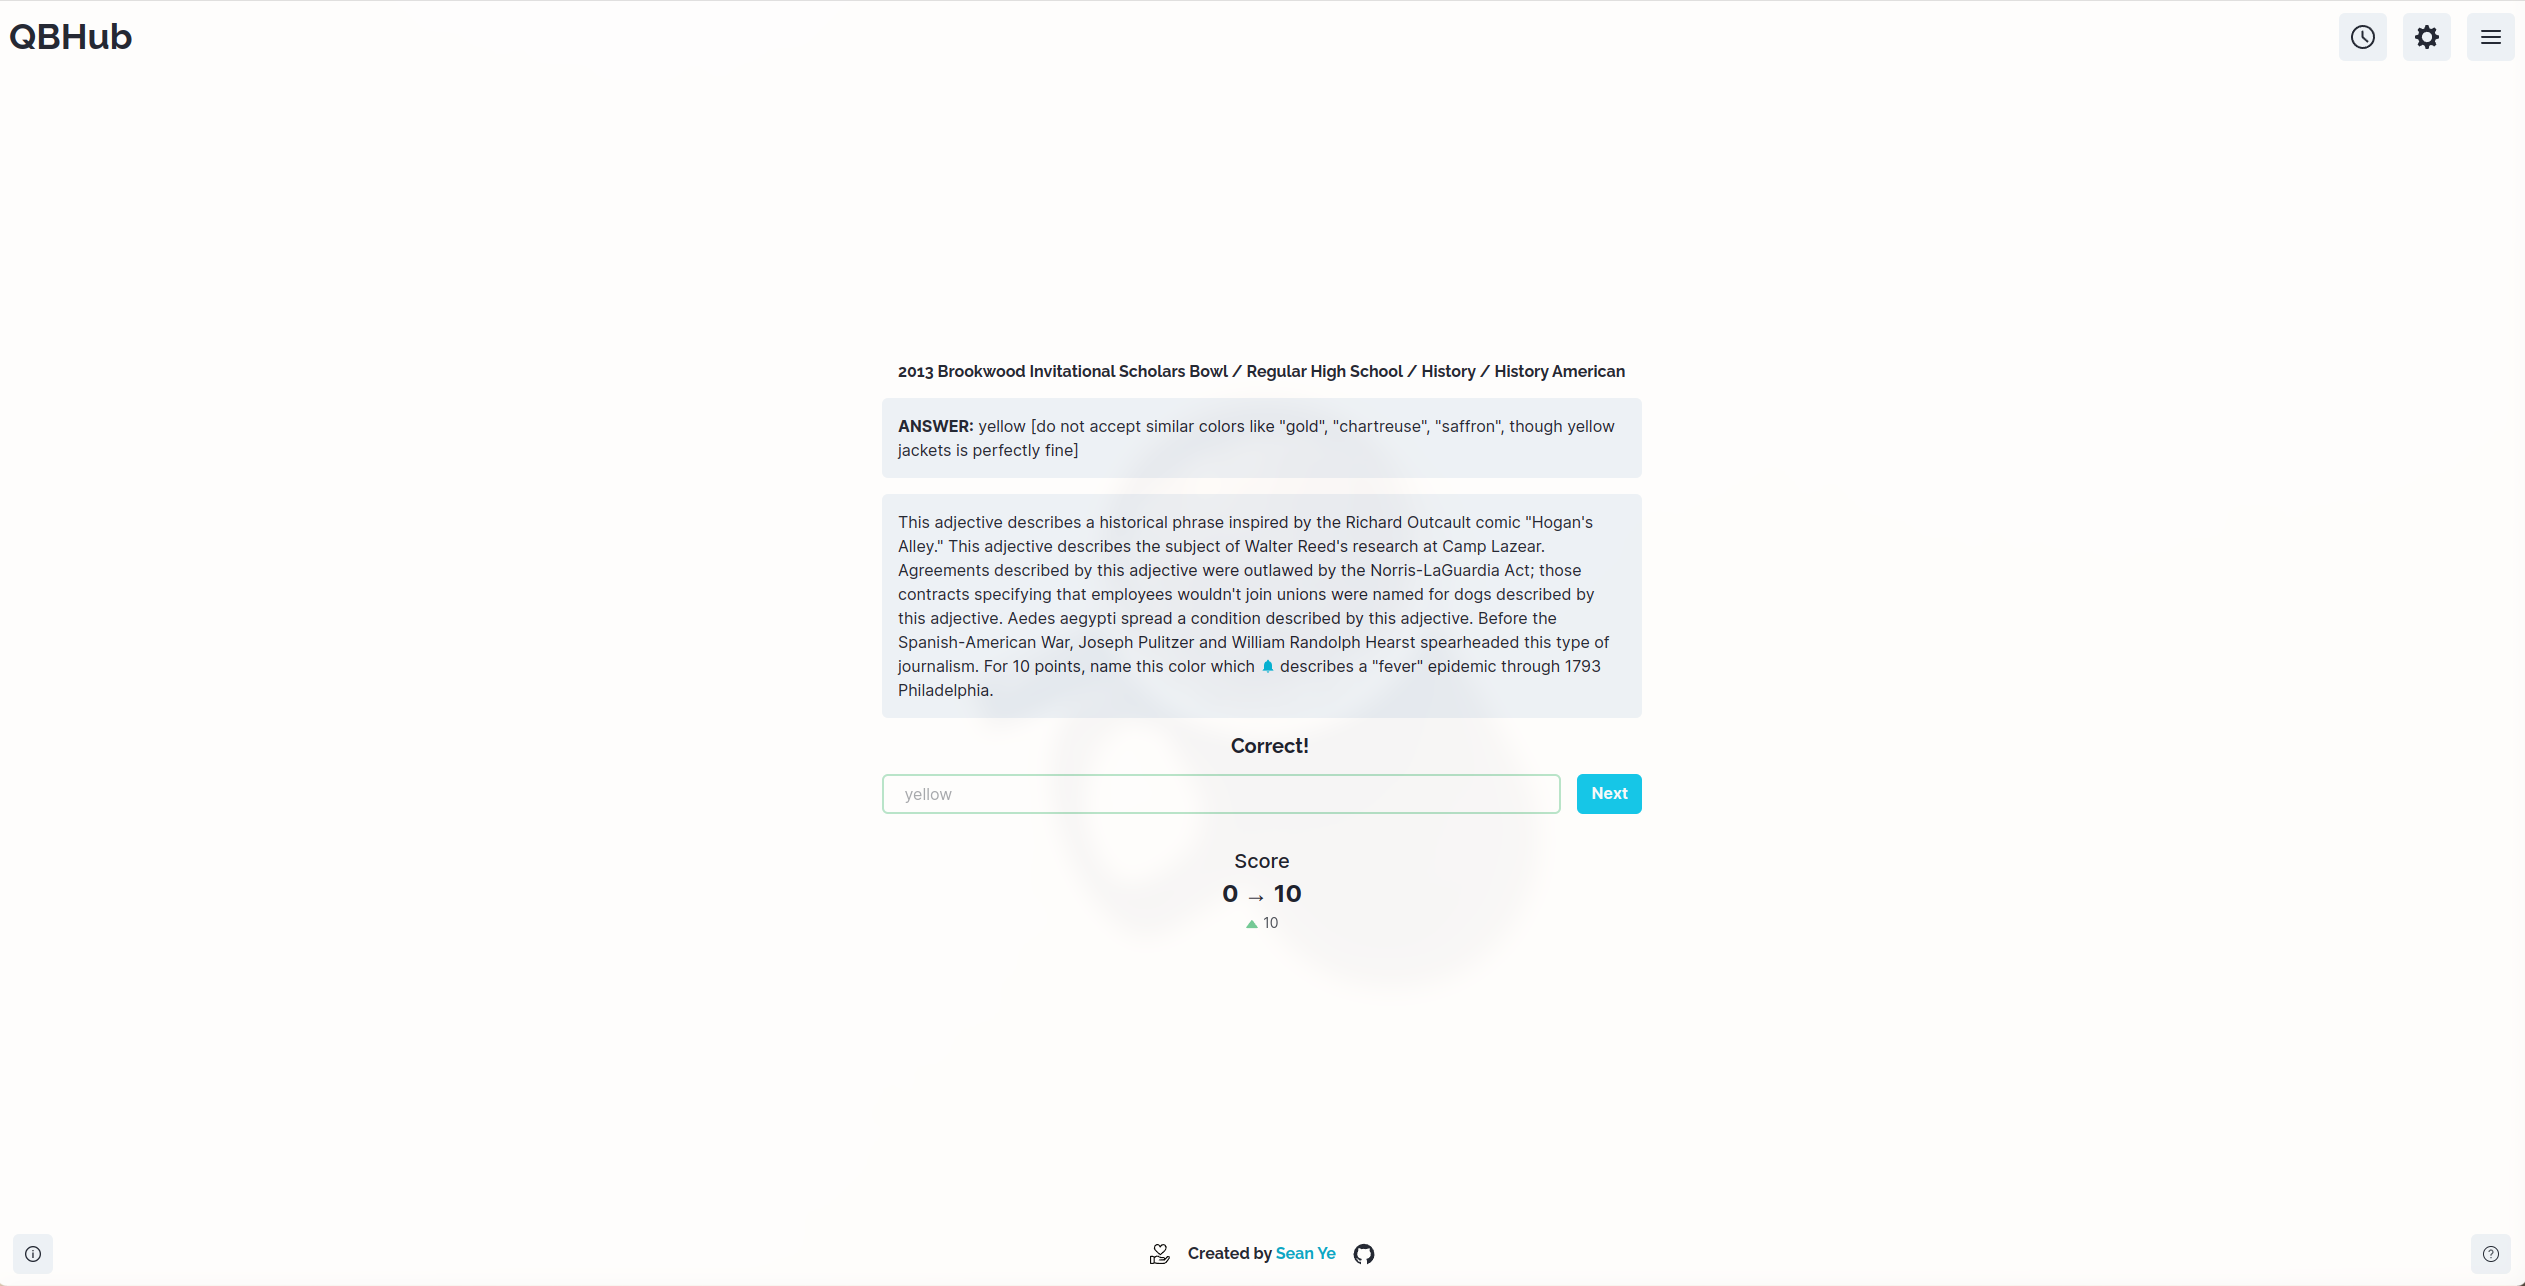 QBHub
2013 Brookwood Invitational Scholars Bowl / Regular High School / History / History American
ANSWER: yellow [do not accept similar colors like "gold", "chartreuse", "saffron", though yellow
jackets is perfectly fine]
This adjective describes a historical phrase inspired by the Richard Outcault comic "Hogan's
Alley." This adjective describes the subject of Walter Reed's research at Camp Lazear.
Agreements described by this adjective were outlawed by the Norris-LaGuardia Act; those
contracts specifying that employees wouldn't join unions were named for dogs described by
this adjective. Aedes aegypti spread a condition described by this adjective. Before the
Spanish-American War, Joseph Pulitzer and William Randolph Hearst spearheaded this type of
journalism. For 10 points, name this color which describes a "fever" epidemic through 1793
Philadelphia.
Correct!
yellow
Next
Score
0 → 10
10
Created by Sean Ye